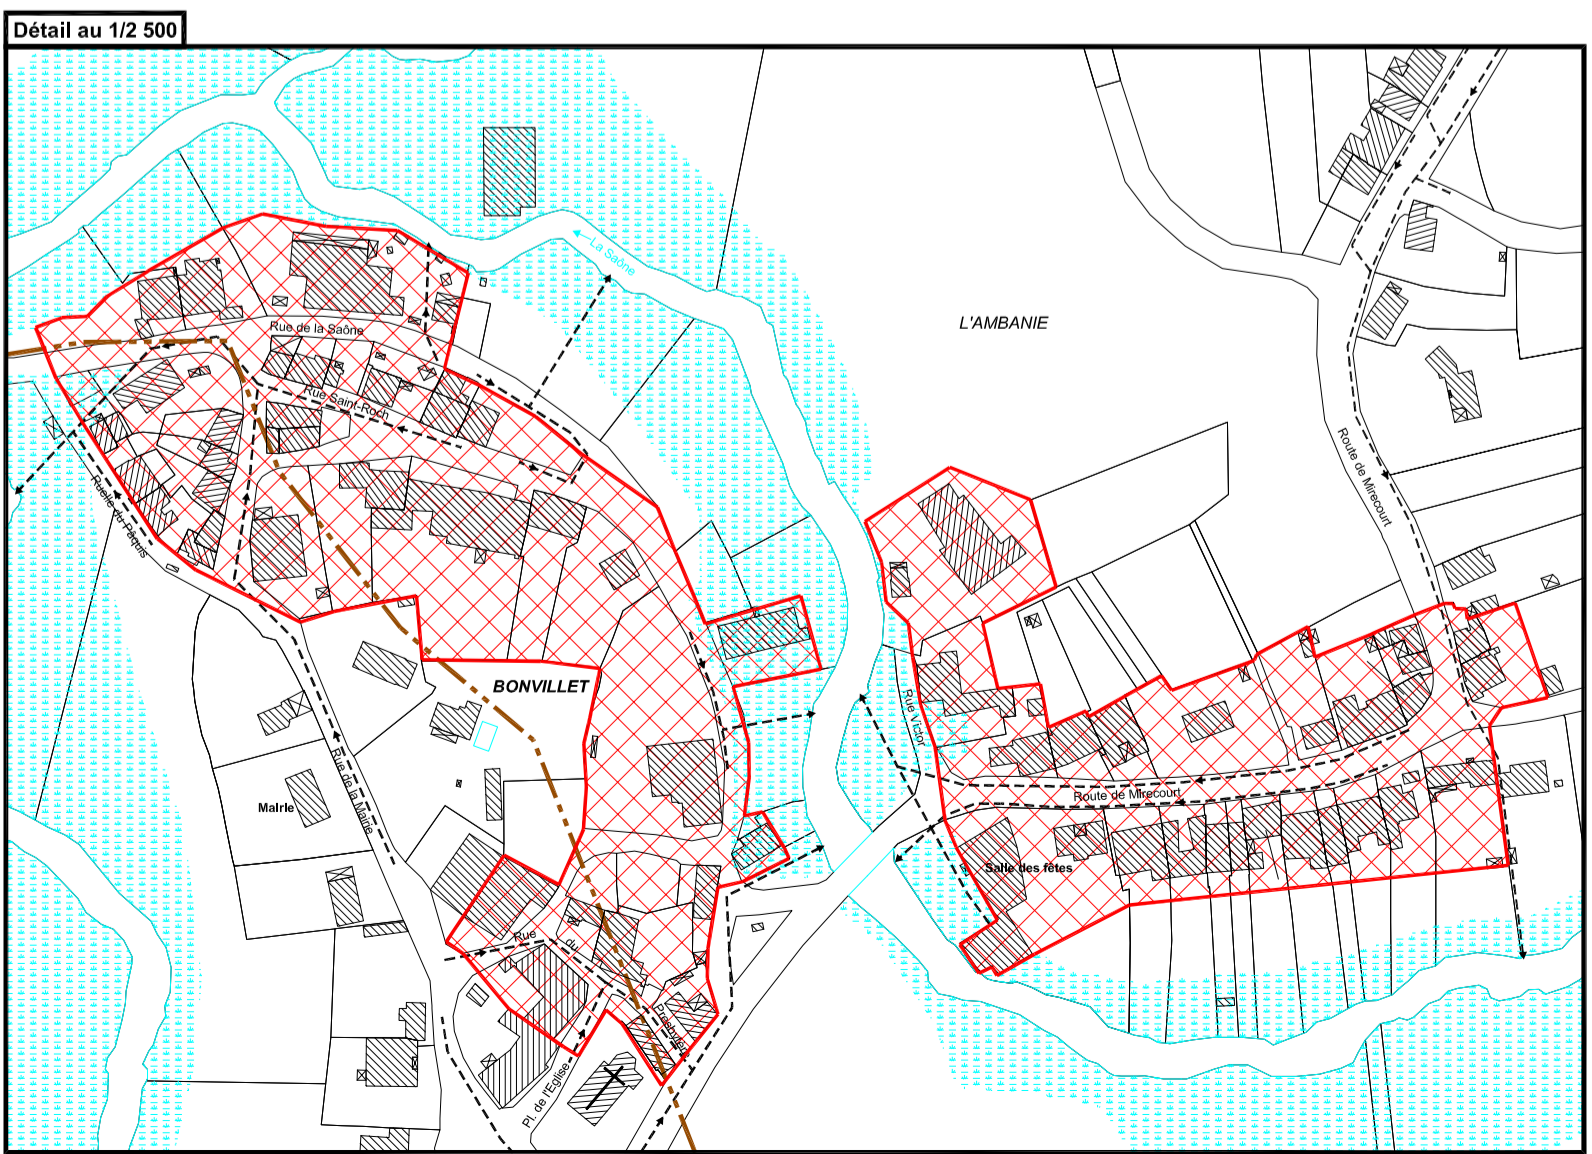 Détail au 1/2 500
La Saône
L'AMBANIE
Rue de la Saône
Rue Saint-Roch
Route de Mirecourt
Ruelle du Pâquis
BONVILLET
Rue Victor
Rue de la Mairie
Mairie
Route de Mirecourt
Salle des fêtes
Rue
du
Presbytère
Pl. de l'Eglise